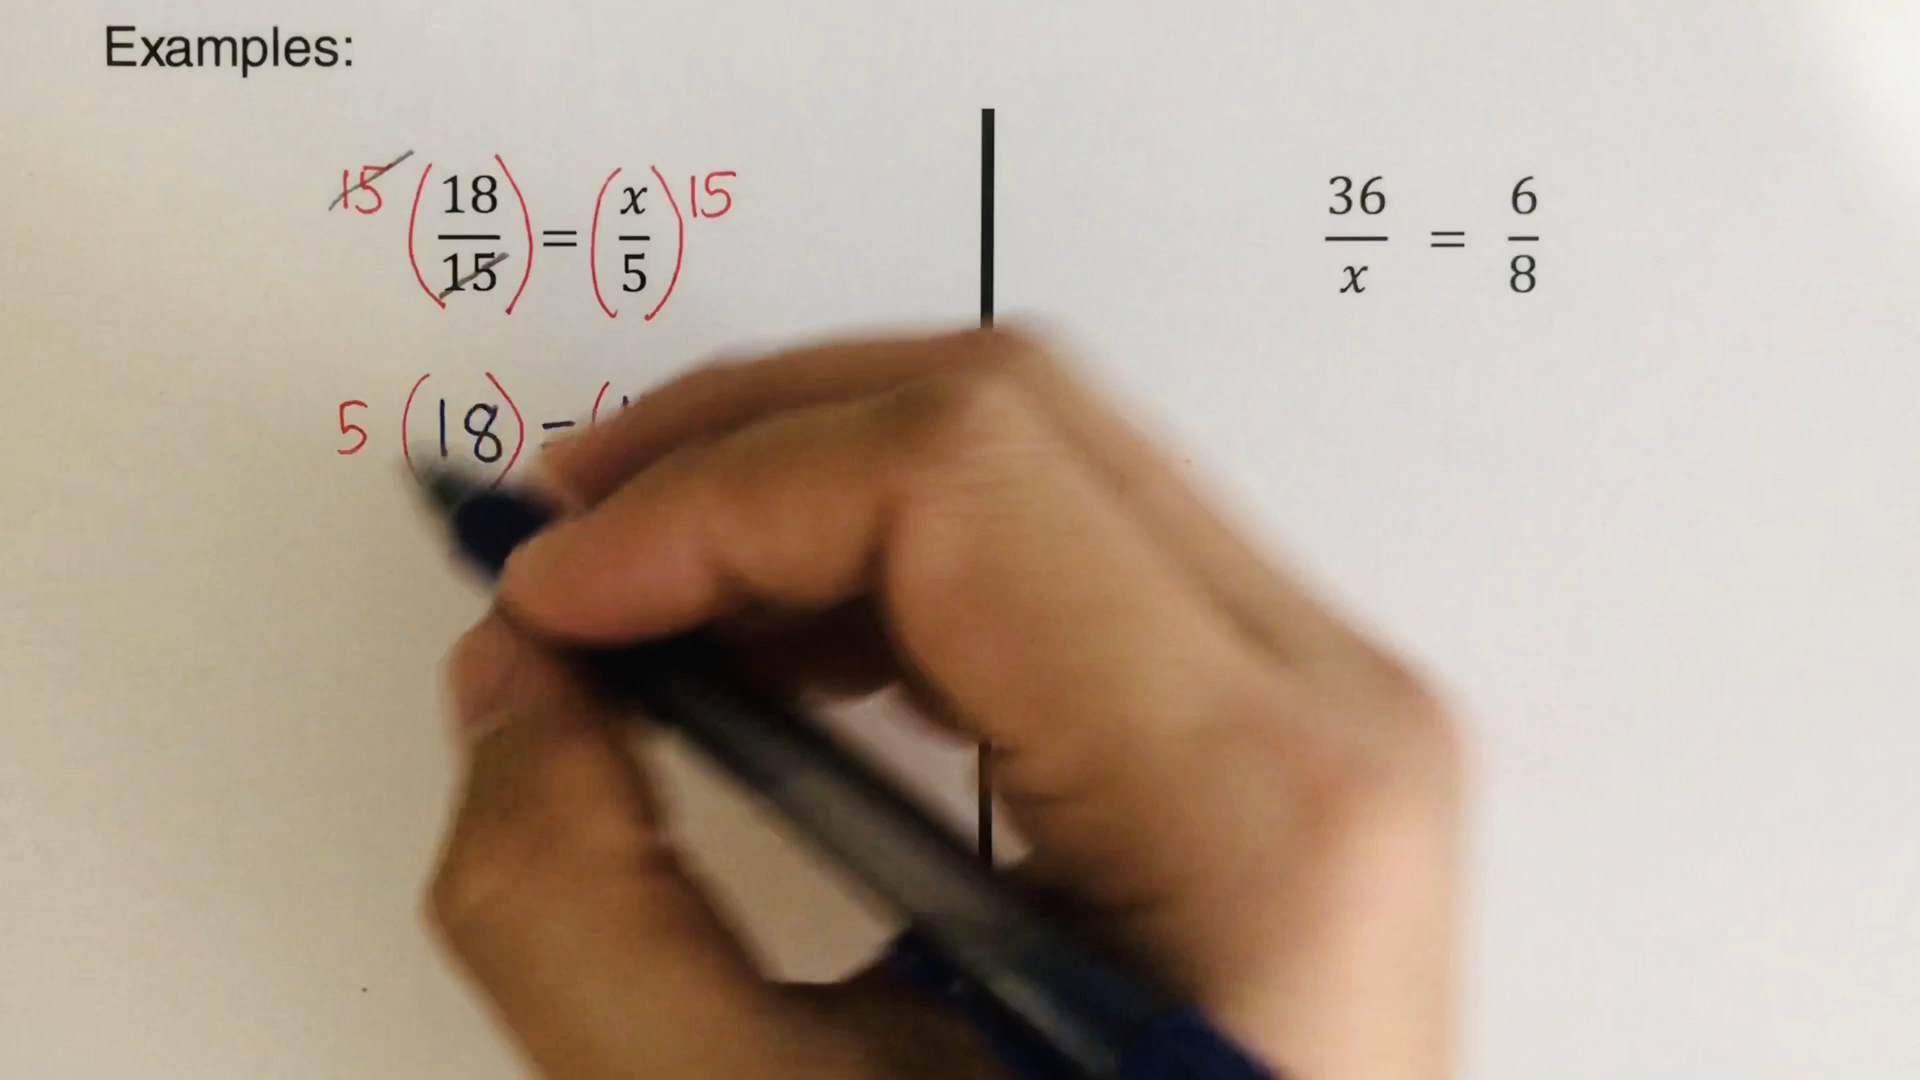 Examples:
15 (18/15) = (x/5) 15
36/x = 6/8
5 (18) = (